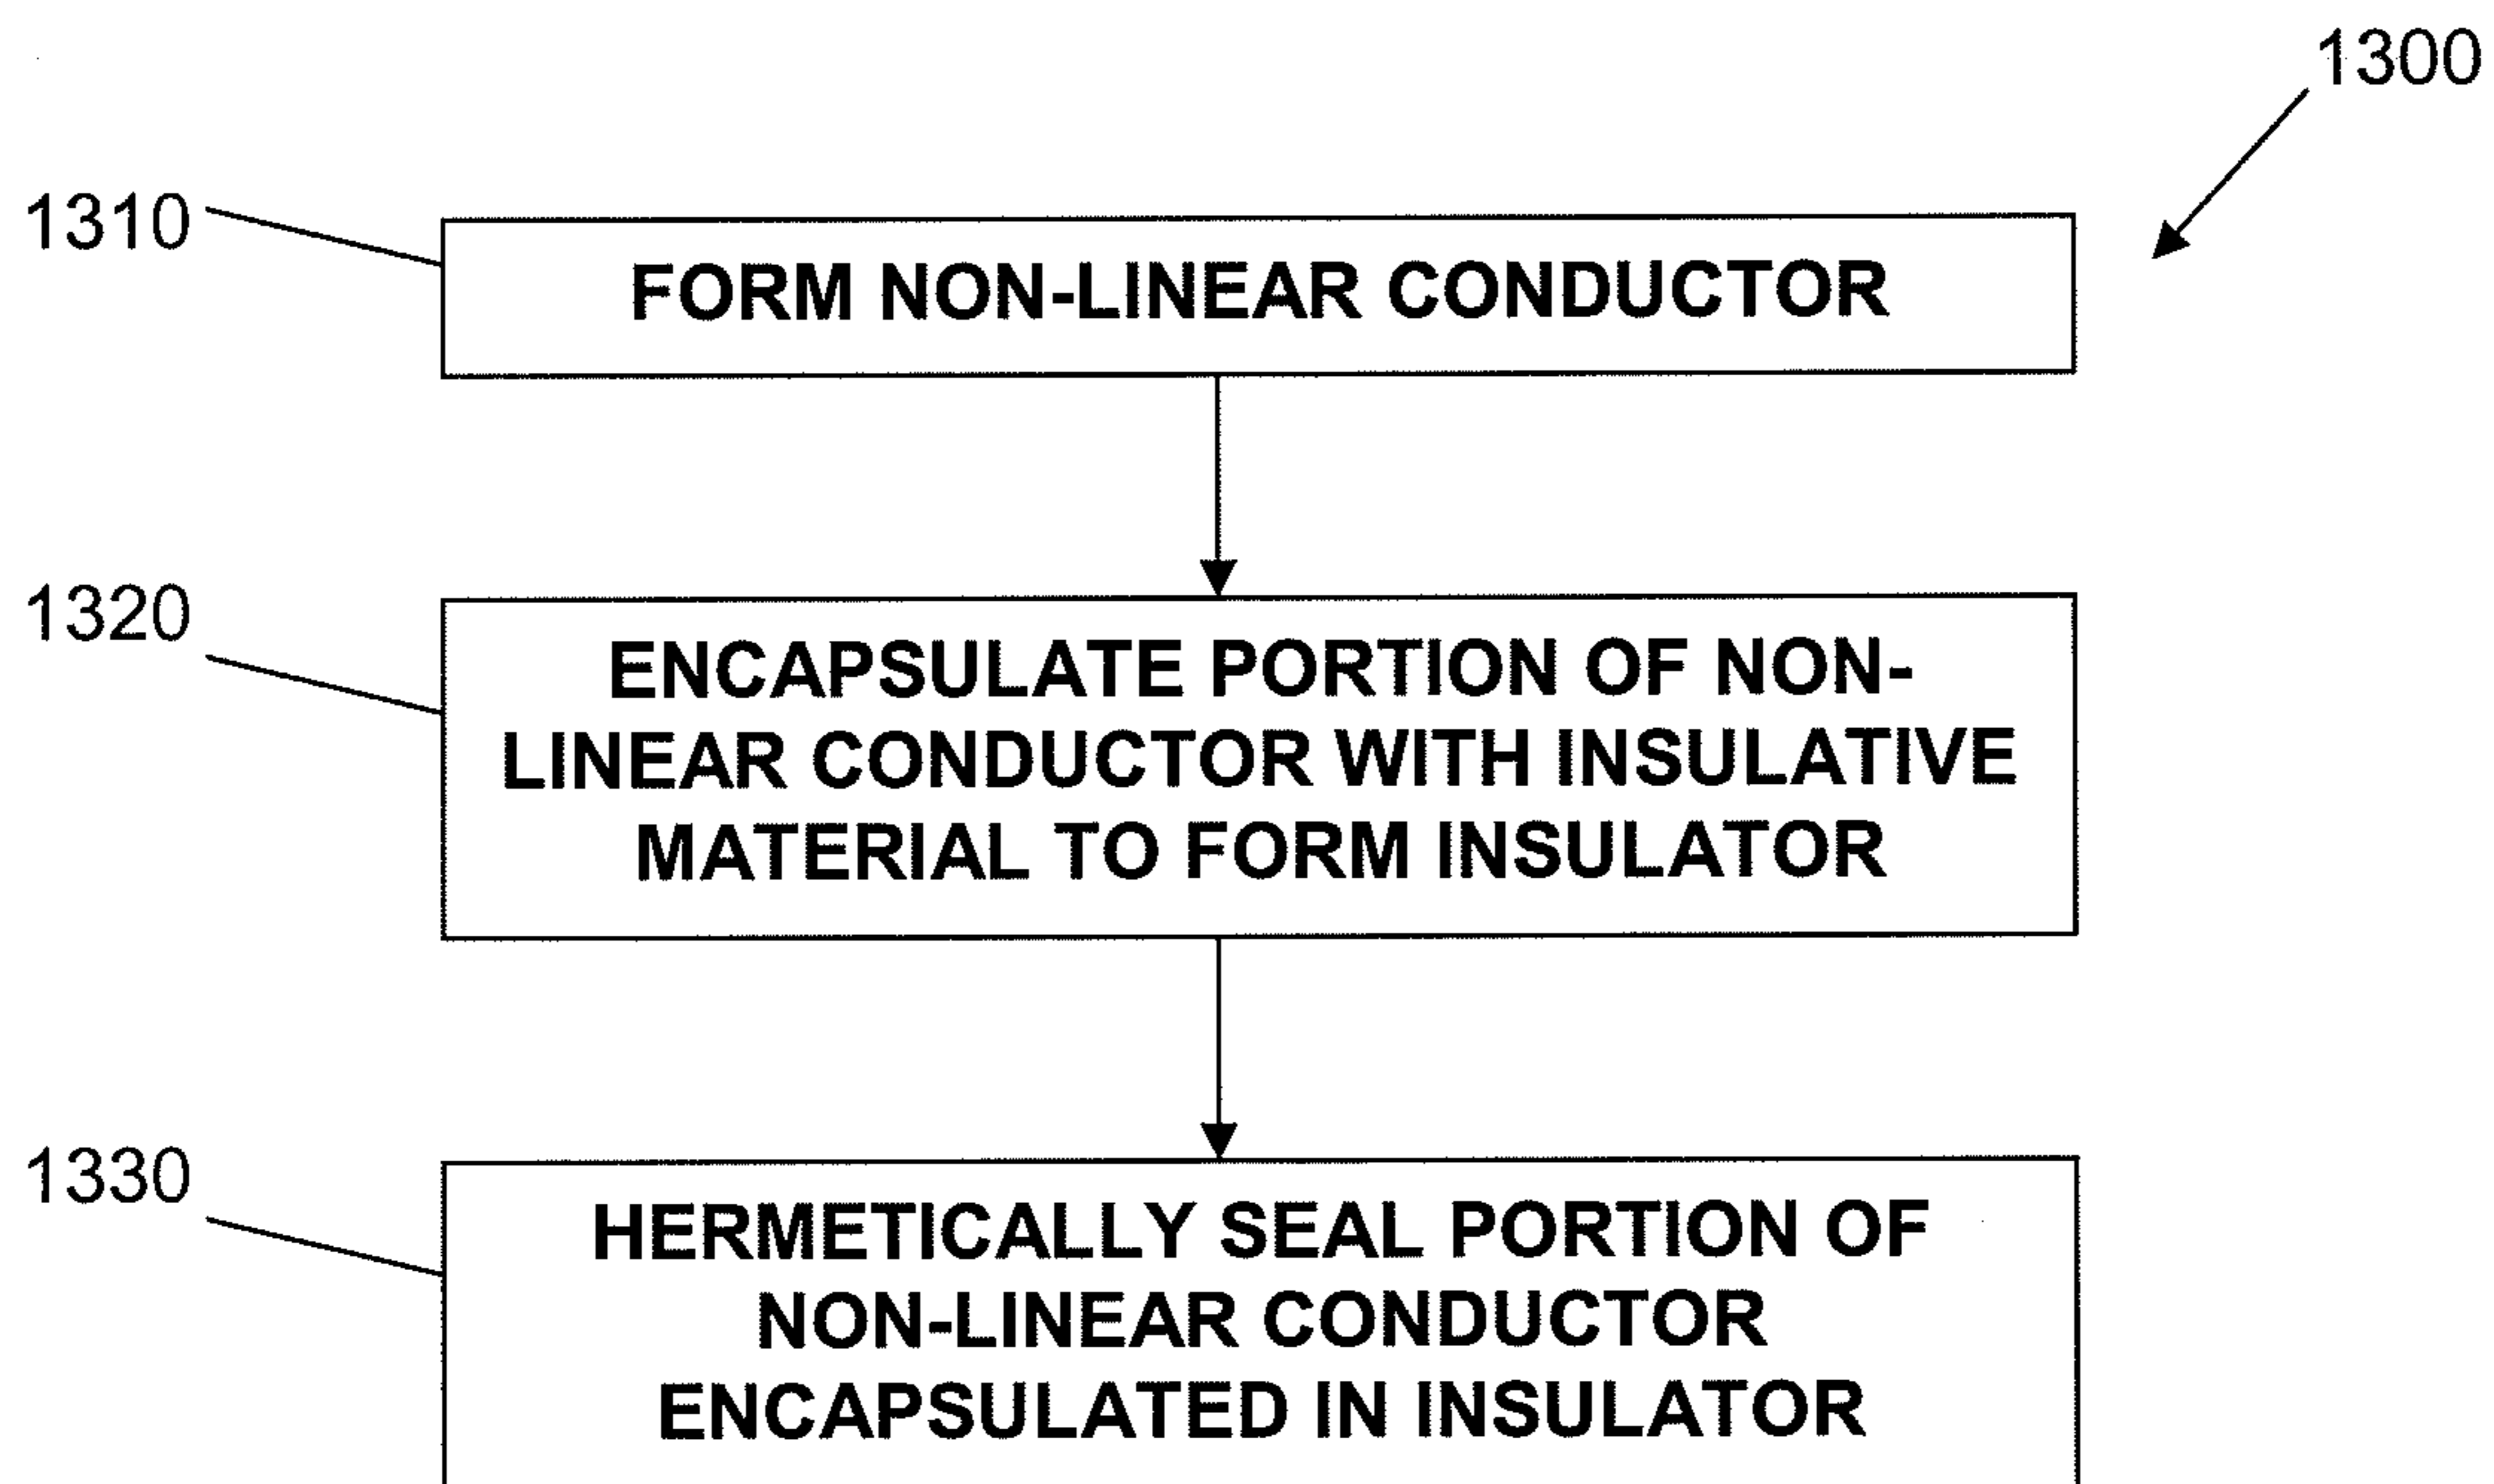 1300
1310
FORM NON-LINEAR CONDUCTOR
1320
ENCAPSULATE PORTION OF NON-
LINEAR CONDUCTOR WITH INSULATIVE
MATERIAL TO FORM INSULATOR
1330
HERMETICALLY SEAL PORTION OF
NON-LINEAR CONDUCTOR
ENCAPSULATED IN INSULATOR